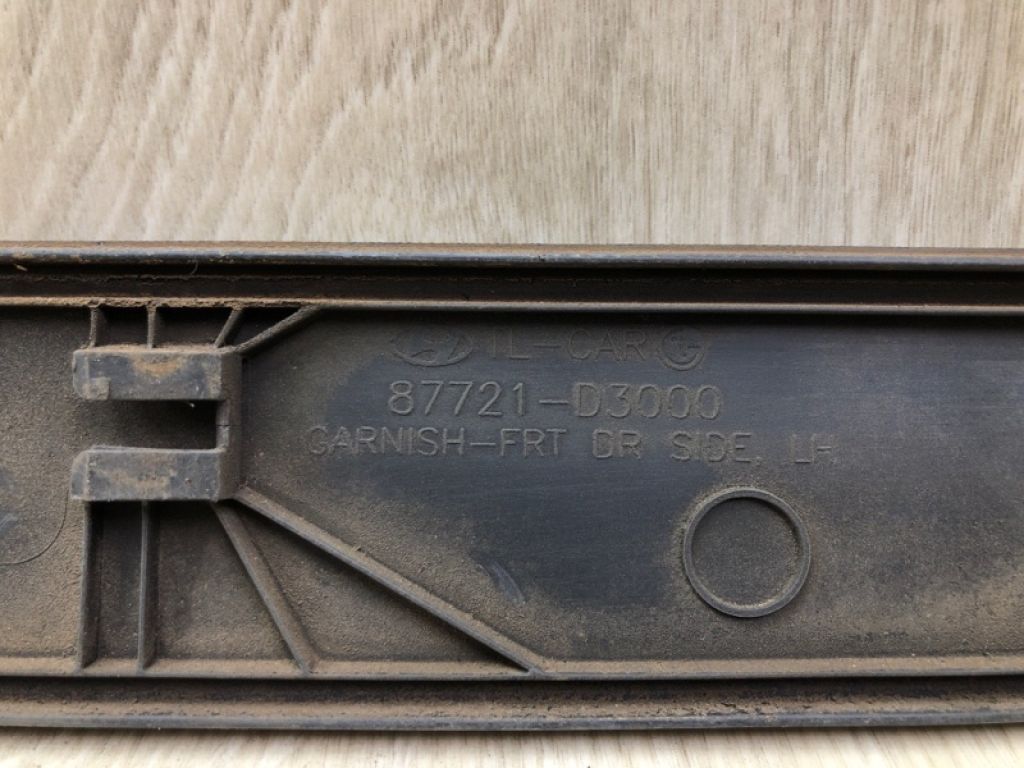 IL-CAR
87721-D3000
GARNISH-FRT DR SIDE, LH